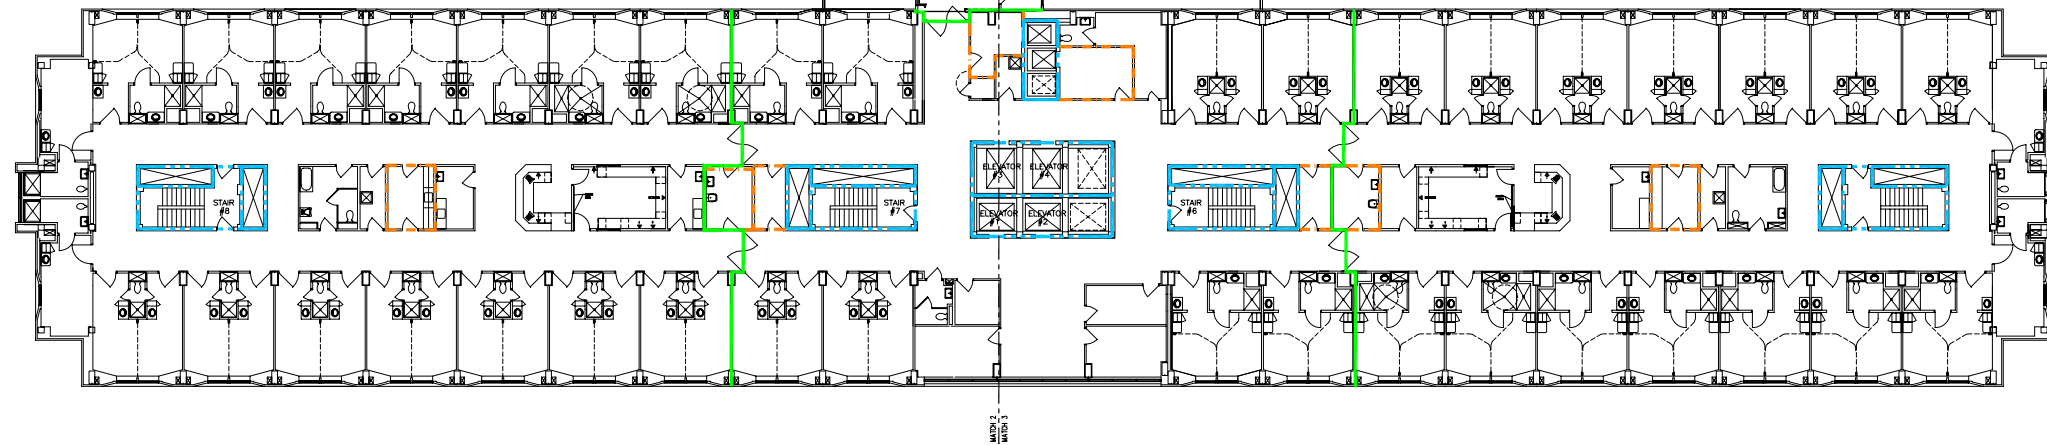 ELEVATOR
#3
ELEVATOR
#4
STAIR
#8
STAIR
#7
ELEVATOR
#1
ELEVATOR
#2
STAIR
#6
MATCH 2
MATCH 3